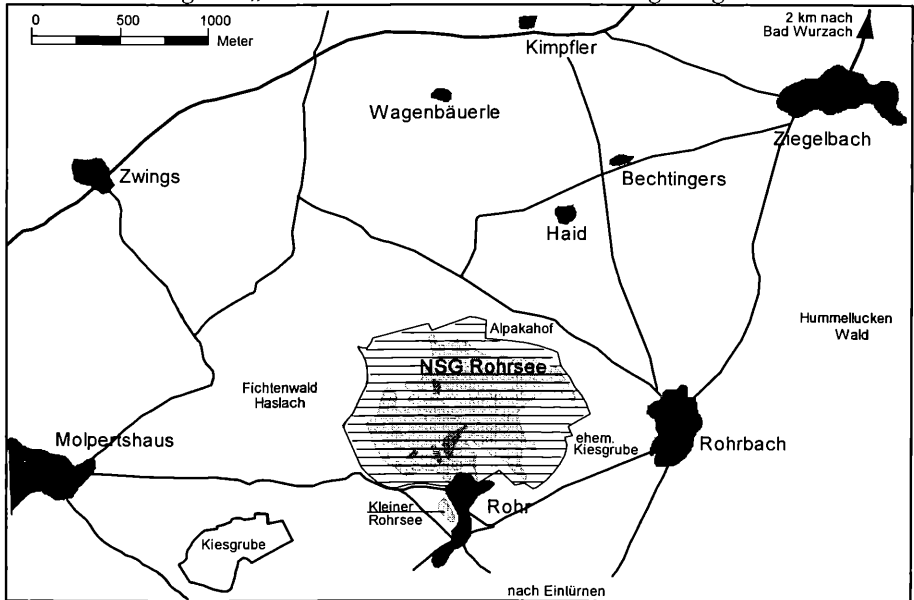 0 500 1000
Meter
Kimpfler
2 km nach
Bad Wurzach
Wagenbäuerle
Ziegelbach
Zwings
Bechtingers
Haid
Hummellucken
Wald
Alpakahof
NSG Rohrsee
Fichtenwald
Haslach
Molpertshaus
ehem.
Kiesgrube
Rohrbach
Kleiner
Rohrsee
Rohr
Kiesgrube
nach Einlürnen